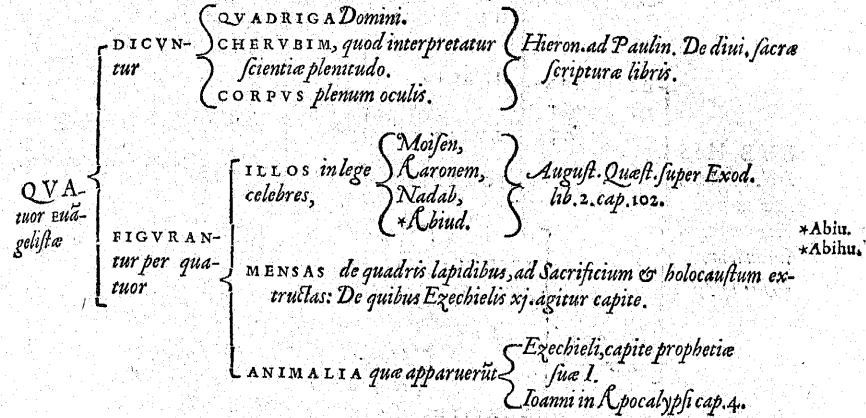 QVA-
tuor Euā-
gelistæ
DICVN-
tur
QVADRIGA Domini.
CHERVBIM, quod interpretatur
scientiæ plenitudo.
CORPVS plenum oculis.
Hieron. ad Paulin. De diui. sacræ
scripturæ libris.
FIGVRAN-
tur per qua-
tuor
ILLOS in lege
celebres,
Moisen,
Aaronem,
Nadab,
*Abiud.
August. Quæst. super Exod.
lib. 2. cap. 102.
*Abiu.
*Abihu.
MENSAS de quadris lapidibus, ad Sacrificium & holocaustum ex-
tructas: De quibus Ezechielis xj. agitur capite.
ANIMALIA quæ apparuerūt
Ezechieli, capite prophetiæ
suæ I.
Ioanni in Apocalypsi cap. 4.